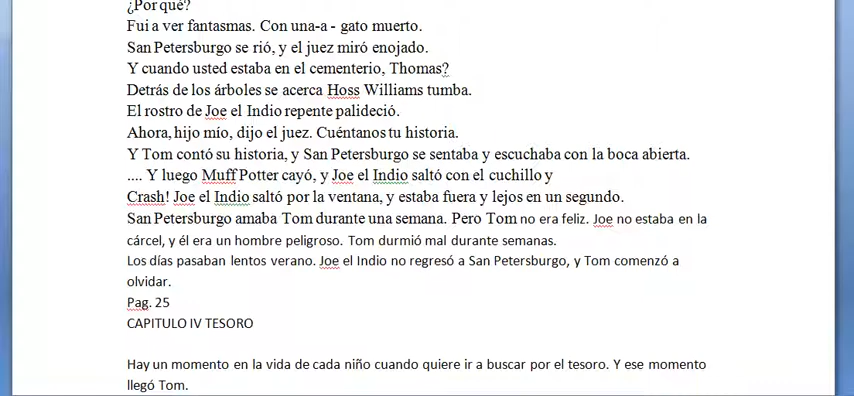 ¿Por qué?
Fui a ver fantasmas. Con una-a - gato muerto.
San Petersburgo se rió, y el juez miró enojado.
Y cuando usted estaba en el cementerio, Thomas?
Detrás de los árboles se acerca Hoss Williams tumba.
El rostro de Joe el Indio repente palideció.
Ahora, hijo mío, dijo el juez. Cuéntanos tu historia.
Y Tom contó su historia, y San Petersburgo se sentaba y escuchaba con la boca abierta.
.... Y luego Muff Potter cayó, y Joe el Indio saltó con el cuchillo y
Crash! Joe el Indio saltó por la ventana, y estaba fuera y lejos en un segundo.
San Petersburgo amaba Tom durante una semana. Pero Tom no era feliz. Joe no estaba en la
cárcel, y él era un hombre peligroso. Tom durmió mal durante semanas.
Los días pasaban lentos verano. Joe el Indio no regresó a San Petersburgo, y Tom comenzó a
olvidar.
Pag. 25
CAPITULO IV TESORO
Hay un momento en la vida de cada niño cuando quiere ir a buscar por el tesoro. Y ese momento
llegó Tom.